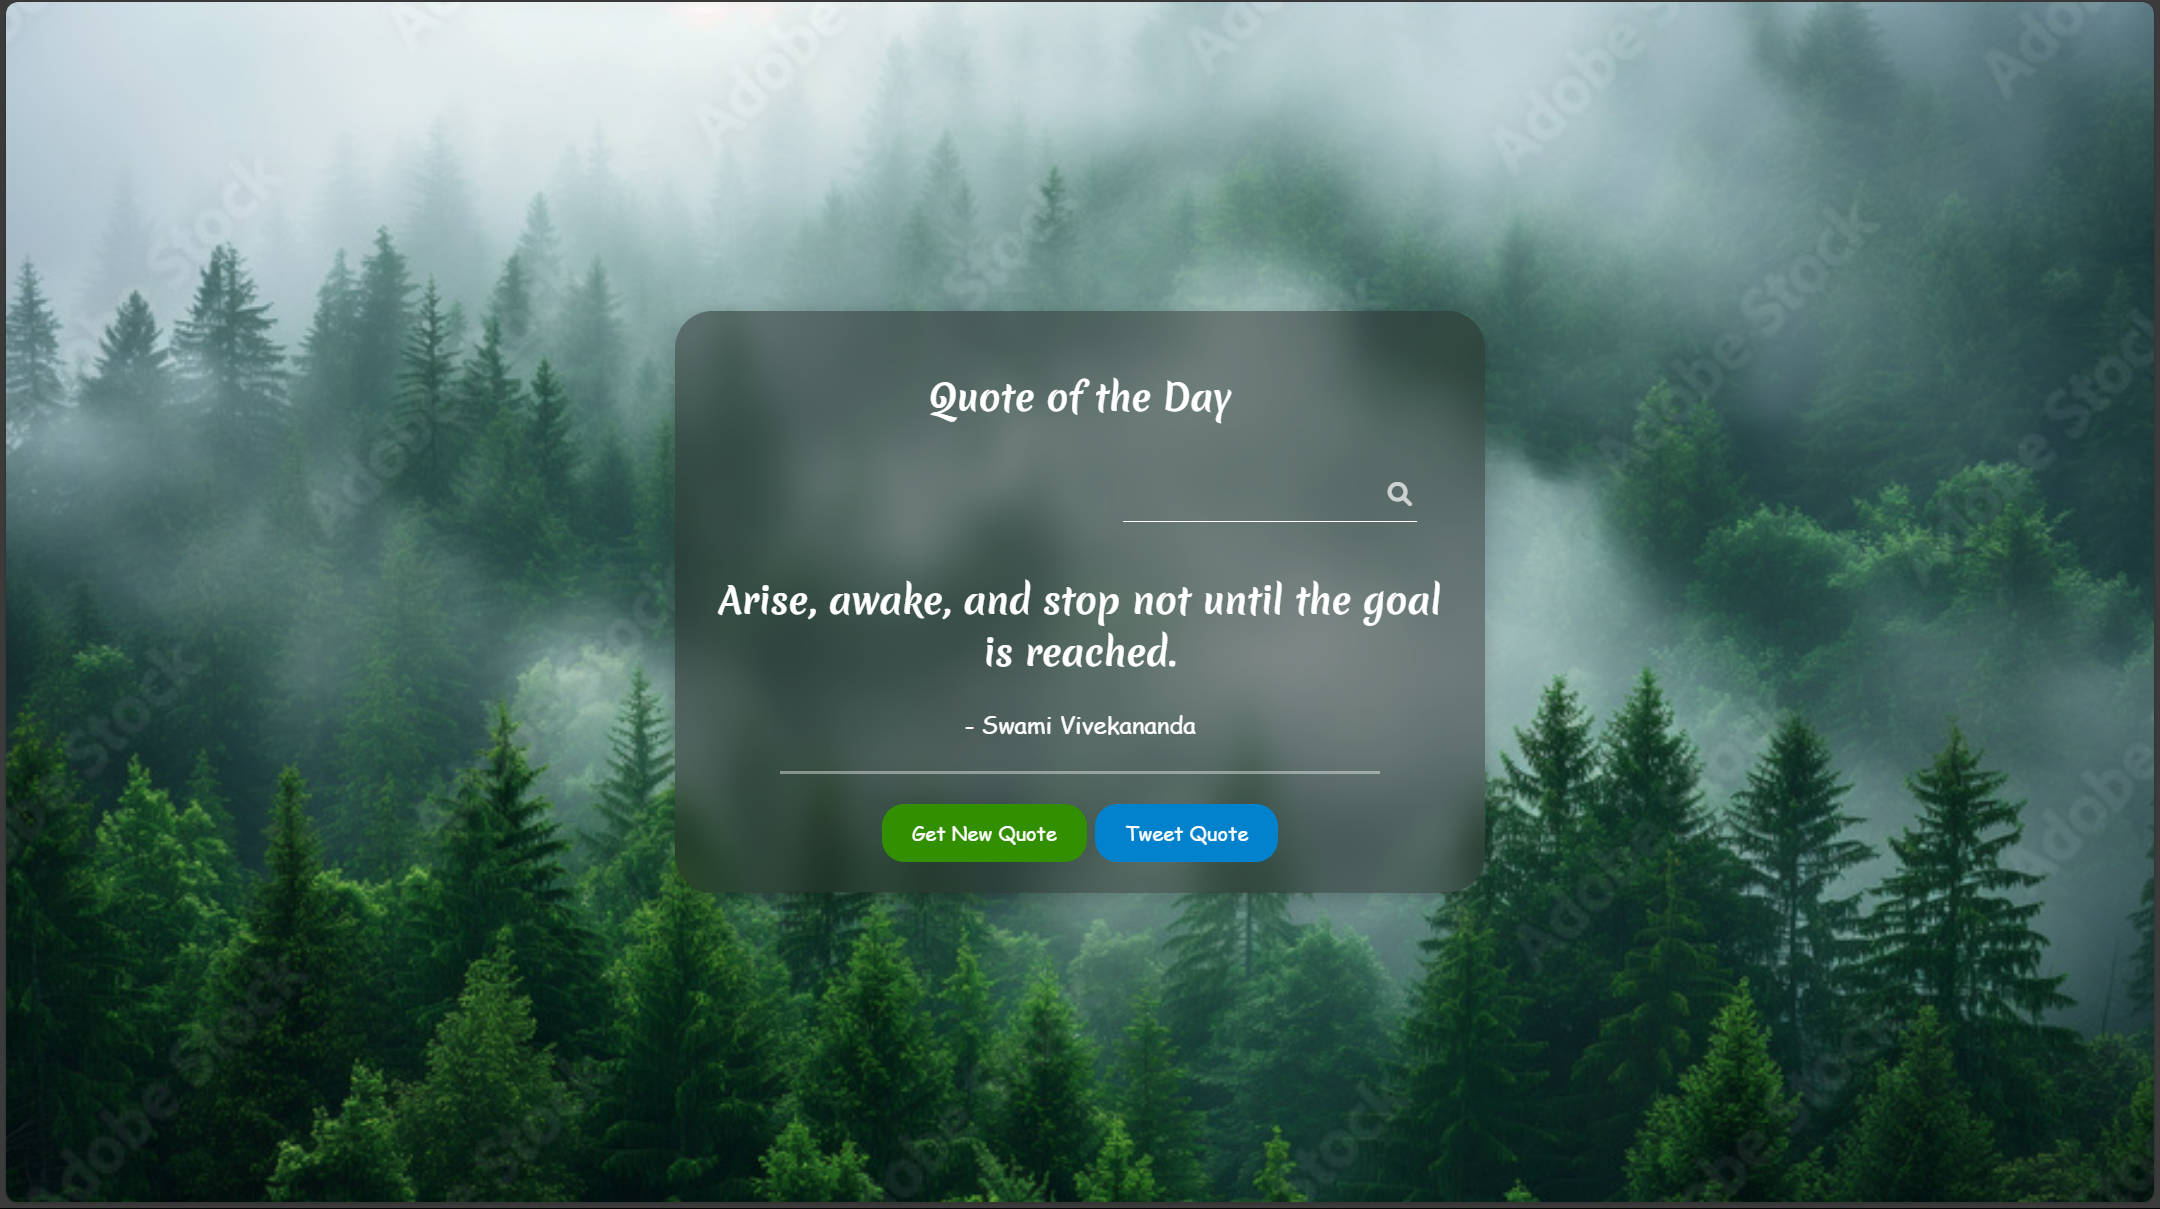 Adobe Stock
Quote of the Day
Arise, awake, and stop not until the goal
is reached.
- Swami Vivekananda
Get New Quote
Tweet Quote